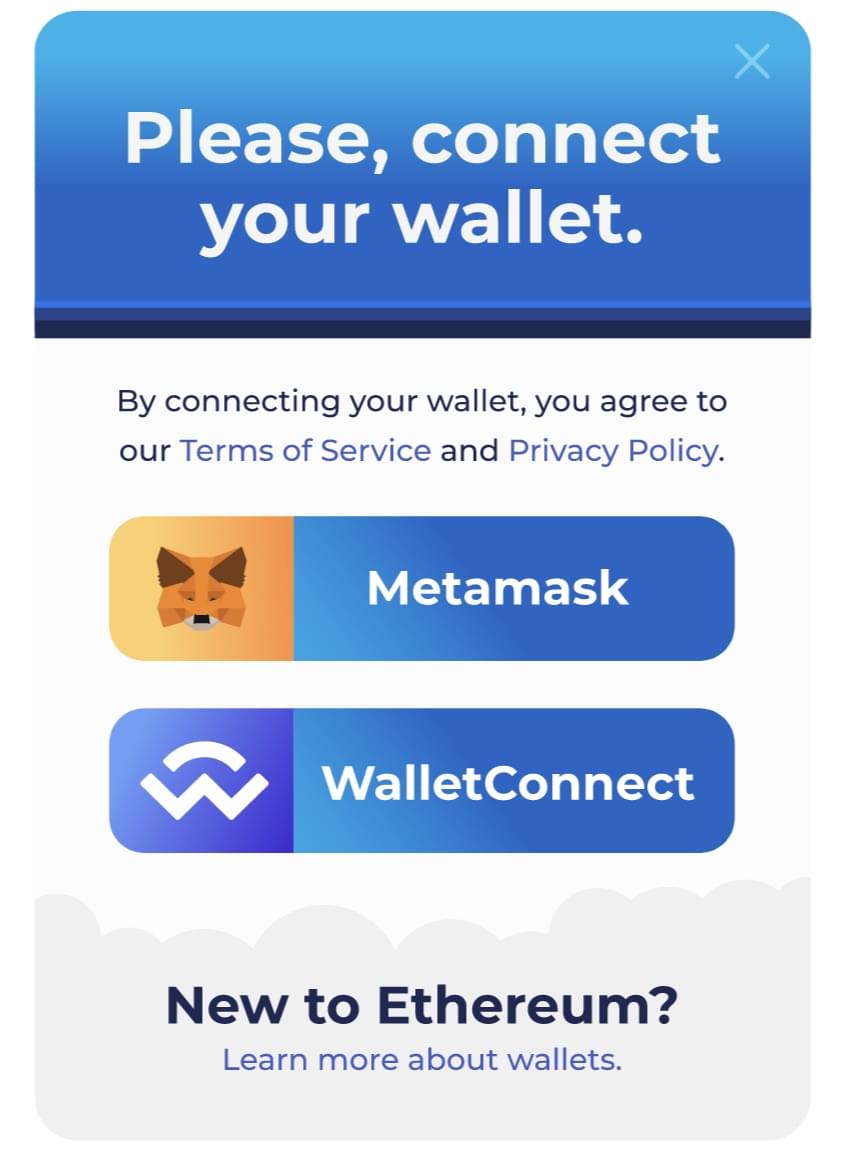 Please, connect
your wallet.
By connecting your wallet, you agree to
our Terms of Service and Privacy Policy.
Metamask
WalletConnect
New to Ethereum?
Learn more about wallets.